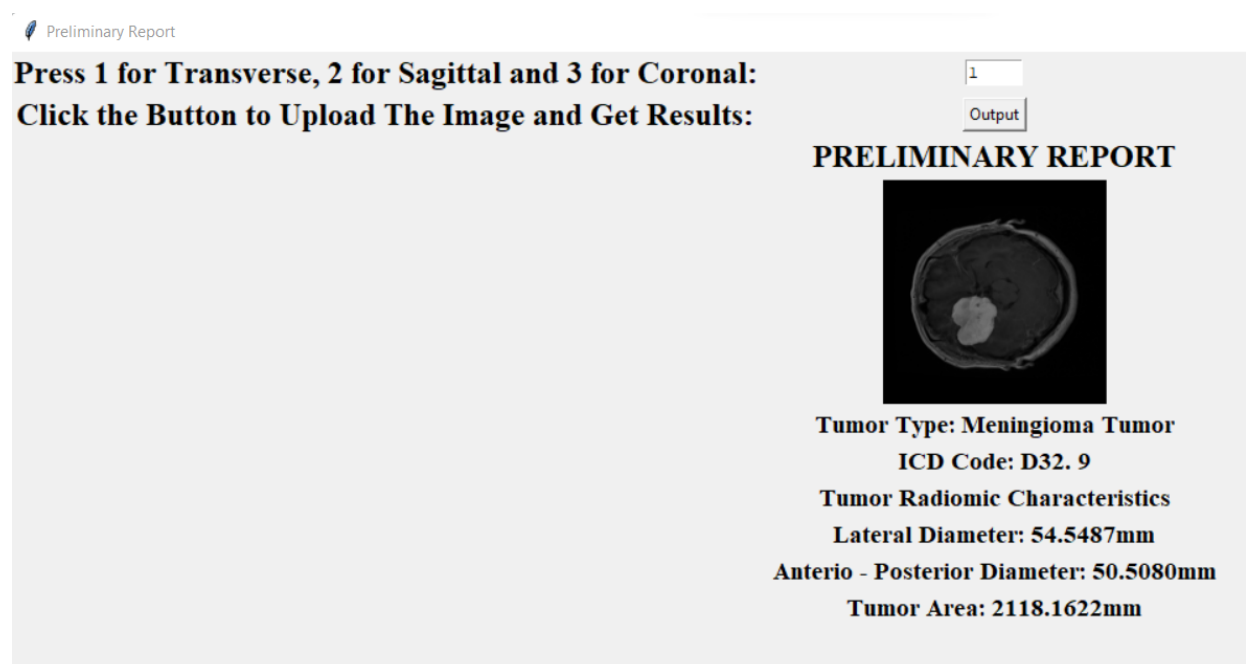 Preliminary Report
Press 1 for Transverse, 2 for Sagittal and 3 for Coronal: 1
Click the Button to Upload The Image and Get Results: Output
PRELIMINARY REPORT
Tumor Type: Meningioma Tumor
ICD Code: D32. 9
Tumor Radiomic Characteristics
Lateral Diameter: 54.5487mm
Anterio - Posterior Diameter: 50.5080mm
Tumor Area: 2118.1622mm